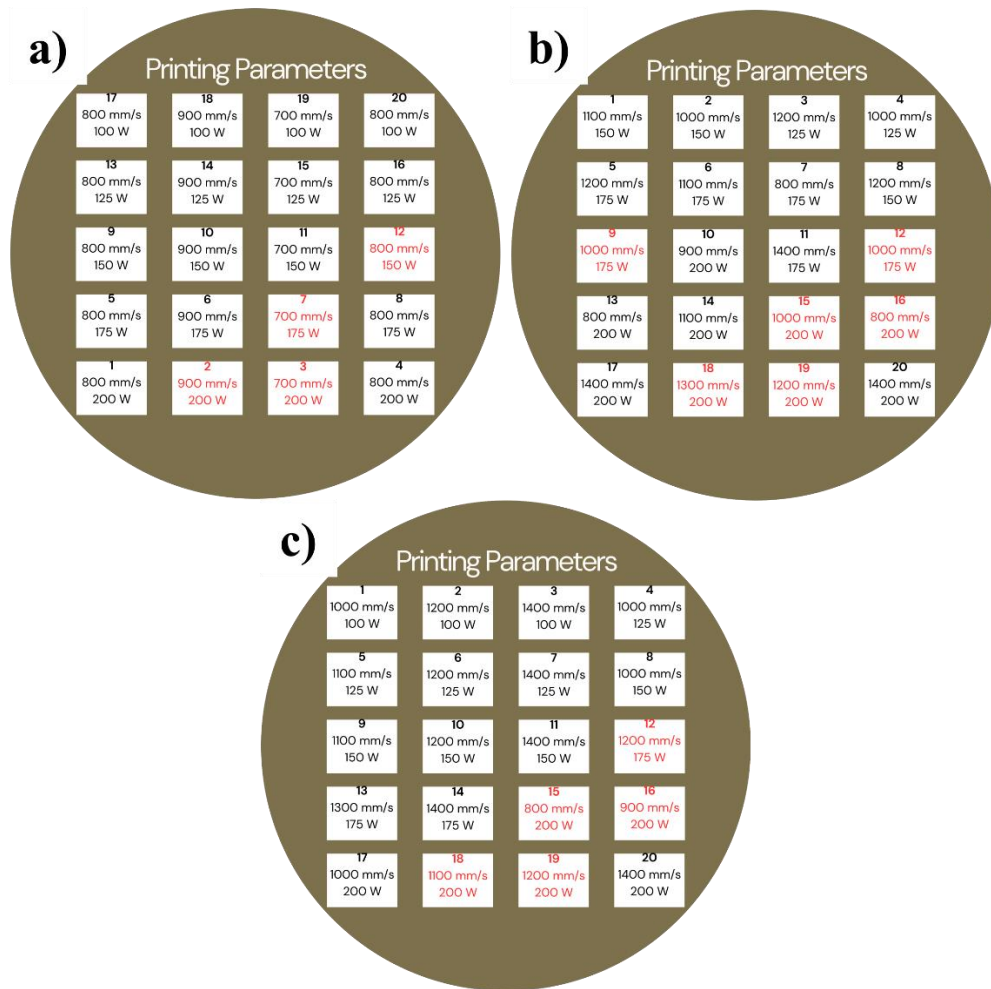 a)
Printing Parameters
17
800 mm/s
100 W
18
900 mm/s
100 W
19
700 mm/s
100 W
20
800 mm/s
100 W
13
800 mm/s
125 W
14
900 mm/s
125 W
15
700 mm/s
125 W
16
800 mm/s
125 W
9
800 mm/s
150 W
10
900 mm/s
150 W
11
700 mm/s
150 W
12
800 mm/s
150 W
5
800 mm/s
175 W
6
900 mm/s
175 W
7
700 mm/s
175 W
8
800 mm/s
175 W
1
800 mm/s
200 W
2
900 mm/s
200 W
3
700 mm/s
200 W
4
800 mm/s
200 W
b)
Printing Parameters
1
1100 mm/s
150 W
2
1000 mm/s
150 W
3
1200 mm/s
125 W
4
1000 mm/s
125 W
5
1200 mm/s
175 W
6
1100 mm/s
175 W
7
800 mm/s
175 W
8
1200 mm/s
150 W
9
1000 mm/s
175 W
10
900 mm/s
200 W
11
1400 mm/s
175 W
12
1000 mm/s
175 W
13
800 mm/s
200 W
14
1100 mm/s
200 W
15
1000 mm/s
200 W
16
800 mm/s
200 W
17
1400 mm/s
200 W
18
1300 mm/s
200 W
19
1200 mm/s
200 W
20
1400 mm/s
200 W
c)
Printing Parameters
1
1000 mm/s
100 W
2
1200 mm/s
100 W
3
1400 mm/s
100 W
4
1000 mm/s
125 W
5
1100 mm/s
125 W
6
1200 mm/s
125 W
7
1400 mm/s
125 W
8
1000 mm/s
150 W
9
1100 mm/s
150 W
10
1200 mm/s
150 W
11
1400 mm/s
150 W
12
1200 mm/s
175 W
13
1300 mm/s
175 W
14
1400 mm/s
175 W
15
800 mm/s
200 W
16
900 mm/s
200 W
17
1000 mm/s
200 W
18
1100 mm/s
200 W
19
1200 mm/s
200 W
20
1400 mm/s
200 W